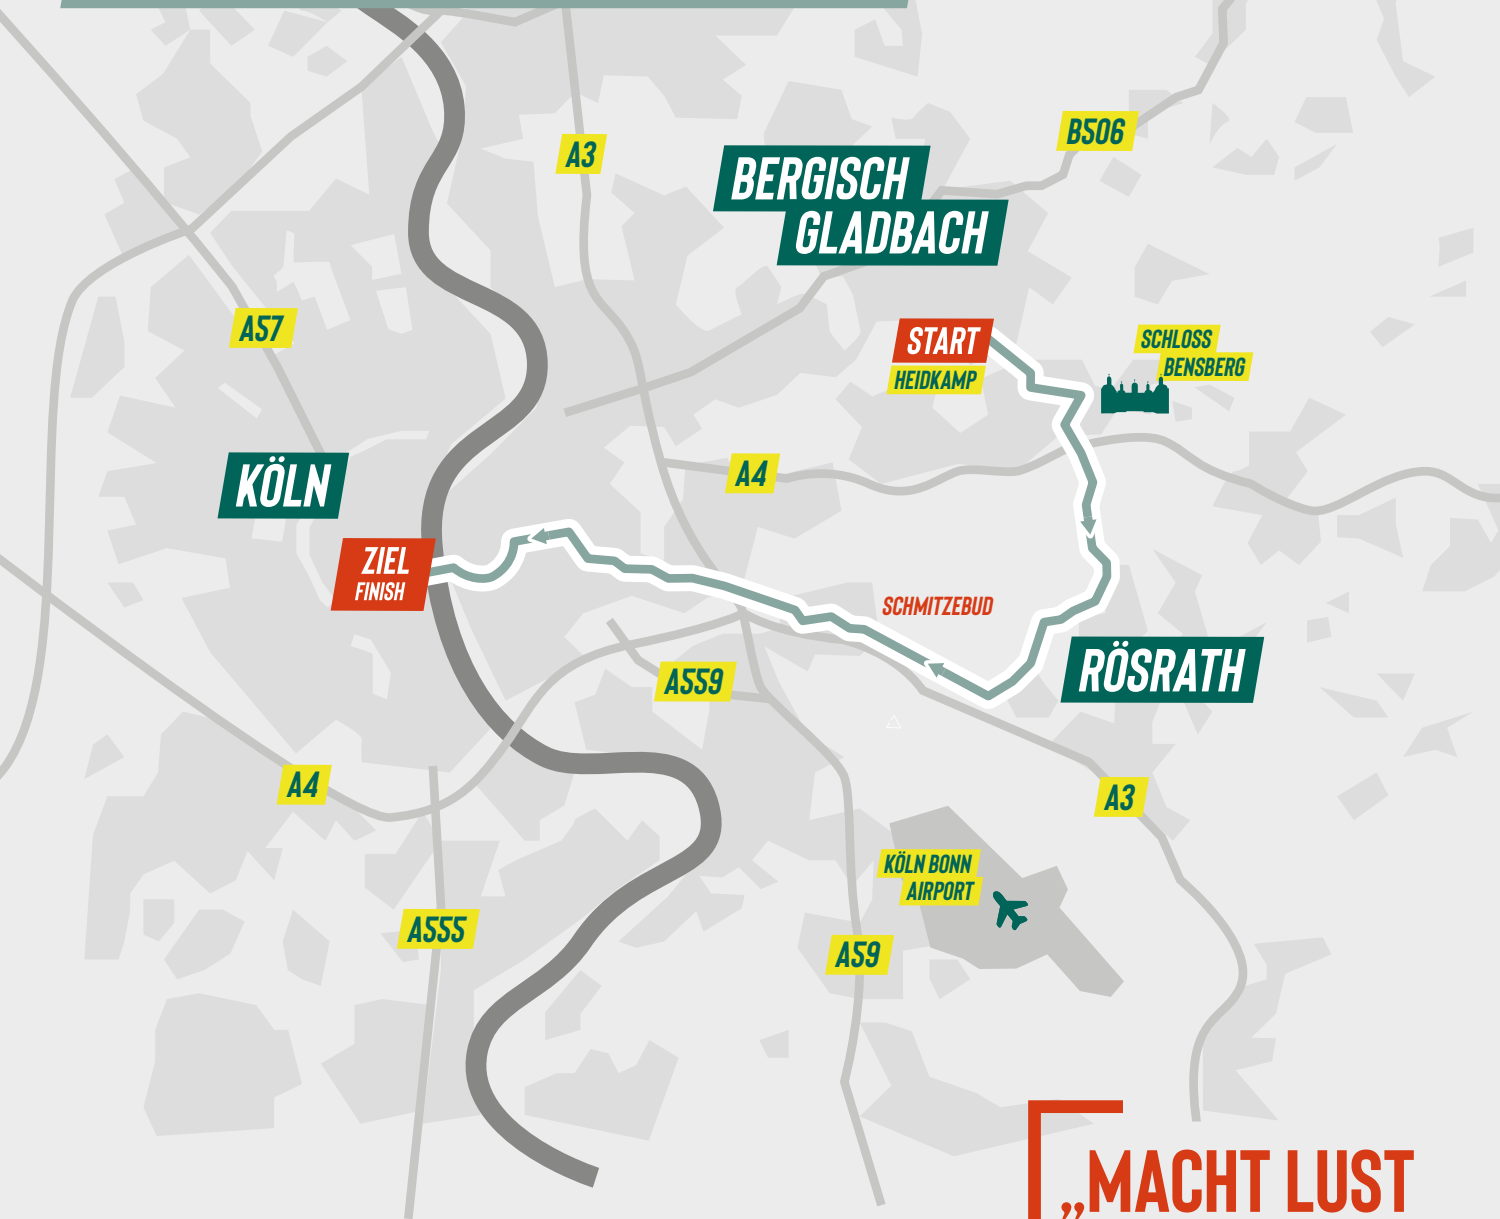 B506
A3
BERGISCH
GLADBACH
A57
START
HEIDKAMP
SCHLOSS
BENSBERG
KÖLN
A4
ZIEL
FINISH
SCHMITZEBUD
A559
RÖSRATH
A4
A3
KÖLN BONN
AIRPORT
A555
A59
„MACHT LUST